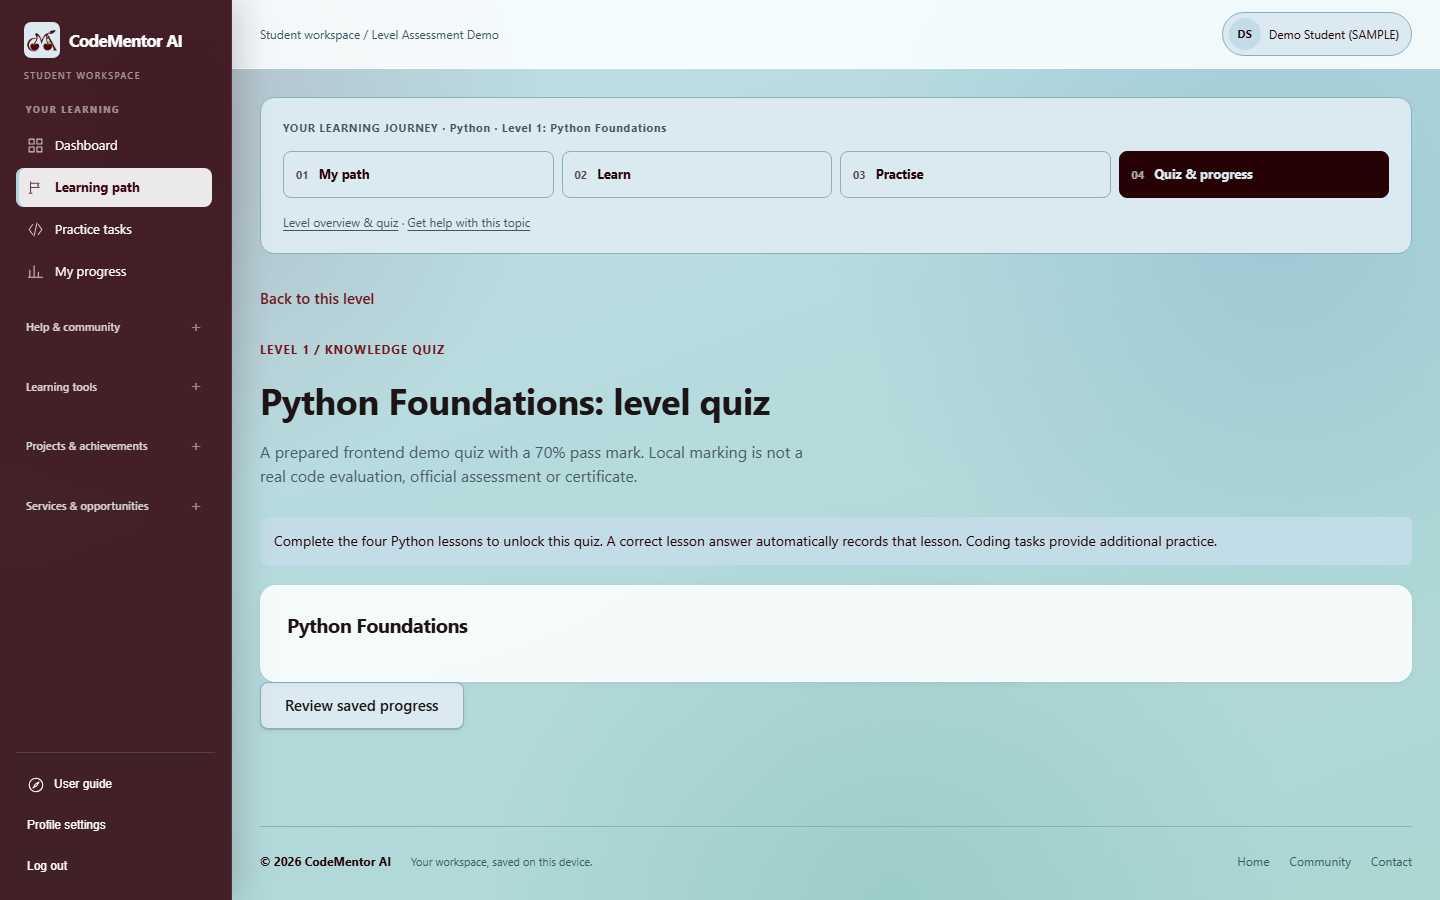 CodeMentor AI
STUDENT WORKSPACE
YOUR LEARNING
Dashboard
Learning path
Practice tasks
My progress
Help & community +
Learning tools +
Projects & achievements +
Services & opportunities +
User guide
Profile settings
Log out
Student workspace / Level Assessment Demo
DS Demo Student (SAMPLE)
YOUR LEARNING JOURNEY · Python · Level 1: Python Foundations
01 My path
02 Learn
03 Practise
04 Quiz & progress
Level overview & quiz · Get help with this topic
Back to this level
LEVEL 1 / KNOWLEDGE QUIZ
Python Foundations: level quiz
A prepared frontend demo quiz with a 70% pass mark. Local marking is not a
real code evaluation, official assessment or certificate.
Complete the four Python lessons to unlock this quiz. A correct lesson answer automatically records that lesson. Coding tasks provide additional practice.
Python Foundations
Review saved progress
© 2026 CodeMentor AI Your workspace, saved on this device.
Home Community Contact